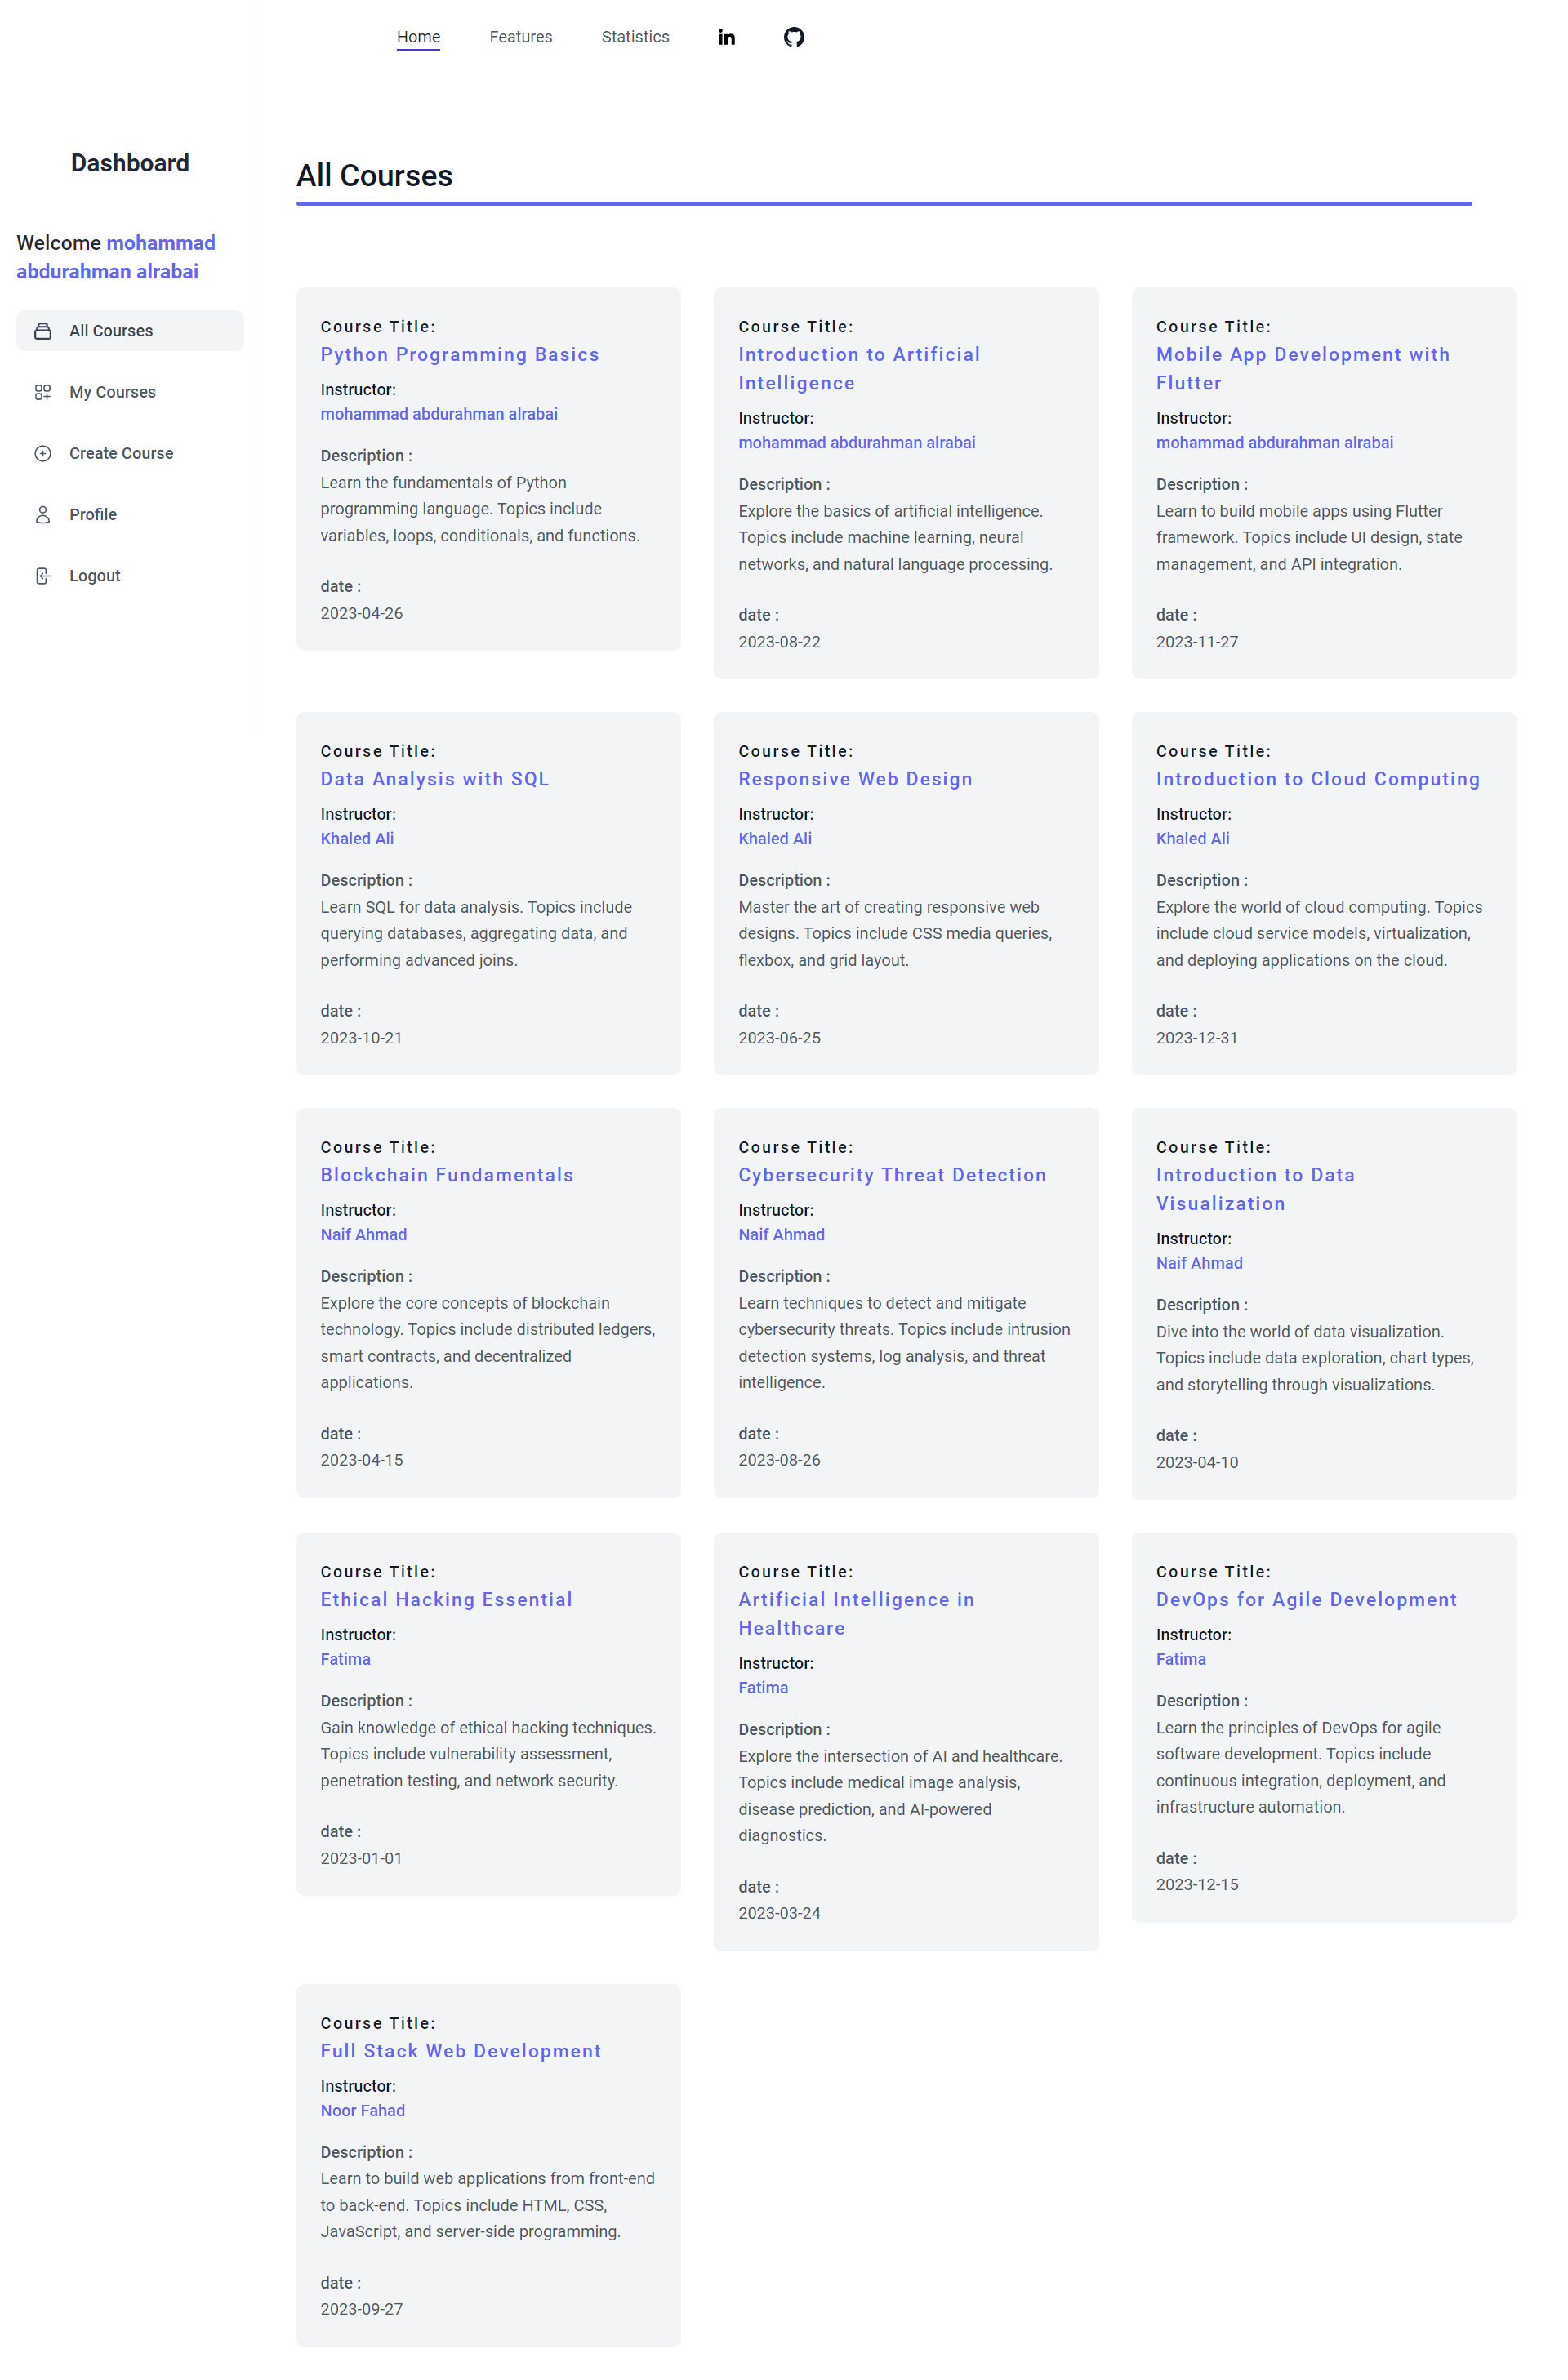 Home
Features
Statistics
Dashboard
Welcome mohammad
abdurahman alrabai
All Courses
My Courses
Create Course
Profile
Logout
All Courses
Course Title:
Python Programming Basics
Instructor:
mohammad abdurahman alrabai
Description :
Learn the fundamentals of Python
programming language. Topics include
variables, loops, conditionals, and functions.
date :
2023-04-26
Course Title:
Introduction to Artificial
Intelligence
Instructor:
mohammad abdurahman alrabai
Description :
Explore the basics of artificial intelligence.
Topics include machine learning, neural
networks, and natural language processing.
date :
2023-08-22
Course Title:
Mobile App Development with
Flutter
Instructor:
mohammad abdurahman alrabai
Description :
Learn to build mobile apps using Flutter
framework. Topics include UI design, state
management, and API integration.
date :
2023-11-27
Course Title:
Data Analysis with SQL
Instructor:
Khaled Ali
Description :
Learn SQL for data analysis. Topics include
querying databases, aggregating data, and
performing advanced joins.
date :
2023-10-21
Course Title:
Responsive Web Design
Instructor:
Khaled Ali
Description :
Master the art of creating responsive web
designs. Topics include CSS media queries,
flexbox, and grid layout.
date :
2023-06-25
Course Title:
Introduction to Cloud Computing
Instructor:
Khaled Ali
Description :
Explore the world of cloud computing. Topics
include cloud service models, virtualization,
and deploying applications on the cloud.
date :
2023-12-31
Course Title:
Blockchain Fundamentals
Instructor:
Naif Ahmad
Description :
Explore the core concepts of blockchain
technology. Topics include distributed ledgers,
smart contracts, and decentralized
applications.
date :
2023-04-15
Course Title:
Cybersecurity Threat Detection
Instructor:
Naif Ahmad
Description :
Learn techniques to detect and mitigate
cybersecurity threats. Topics include intrusion
detection systems, log analysis, and threat
intelligence.
date :
2023-08-26
Course Title:
Introduction to Data
Visualization
Instructor:
Naif Ahmad
Description :
Dive into the world of data visualization.
Topics include data exploration, chart types,
and storytelling through visualizations.
date :
2023-04-10
Course Title:
Ethical Hacking Essential
Instructor:
Fatima
Description :
Gain knowledge of ethical hacking techniques.
Topics include vulnerability assessment,
penetration testing, and network security.
date :
2023-01-01
Course Title:
Artificial Intelligence in
Healthcare
Instructor:
Fatima
Description :
Explore the intersection of AI and healthcare.
Topics include medical image analysis,
disease prediction, and AI-powered
diagnostics.
date :
2023-03-24
Course Title:
DevOps for Agile Development
Instructor:
Fatima
Description :
Learn the principles of DevOps for agile
software development. Topics include
continuous integration, deployment, and
infrastructure automation.
date :
2023-12-15
Course Title:
Full Stack Web Development
Instructor:
Noor Fahad
Description :
Learn to build web applications from front-end
to back-end. Topics include HTML, CSS,
JavaScript, and server-side programming.
date :
2023-09-27